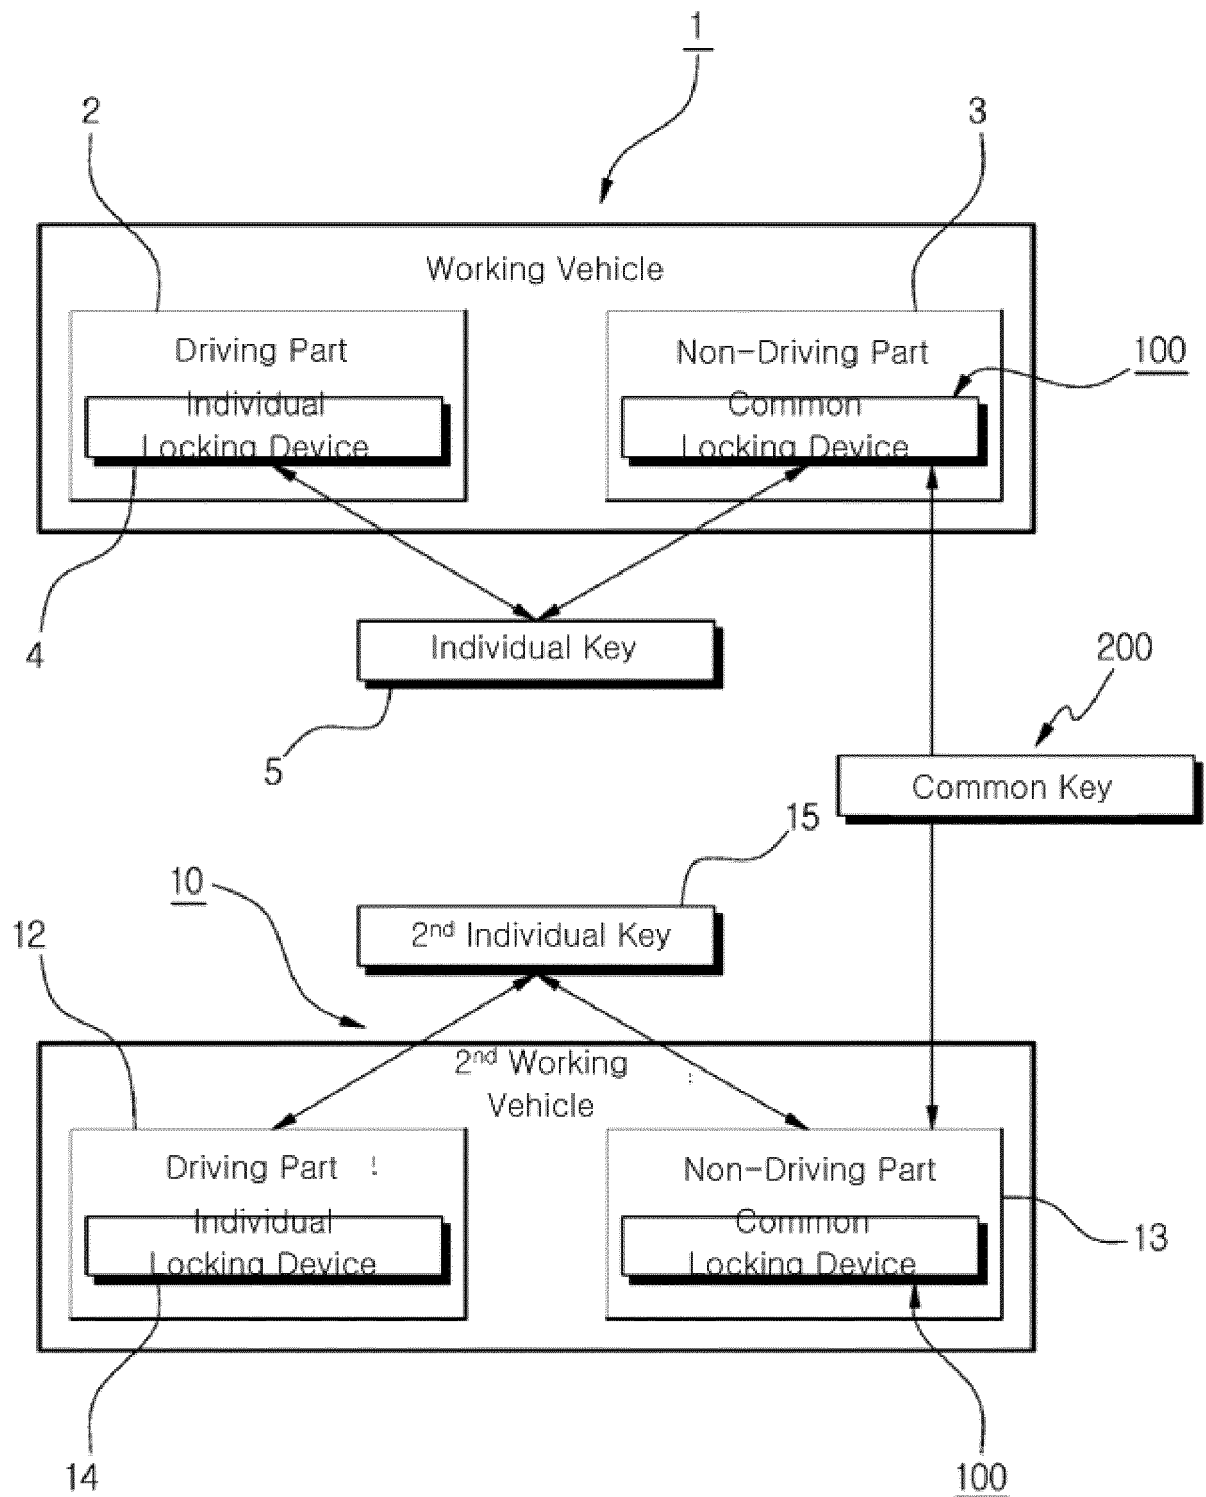 1
2
3
Working Vehicle
Driving Part
Non-Driving Part
100
Individual
Locking Device
Common
Locking Device
4
Individual Key
200
5
Common Key
15
10
2nd Individual Key
12
2nd Working
Vehicle
Driving Part
Non-Driving Part
Individual
Locking Device
Common
Locking Device
13
14
100